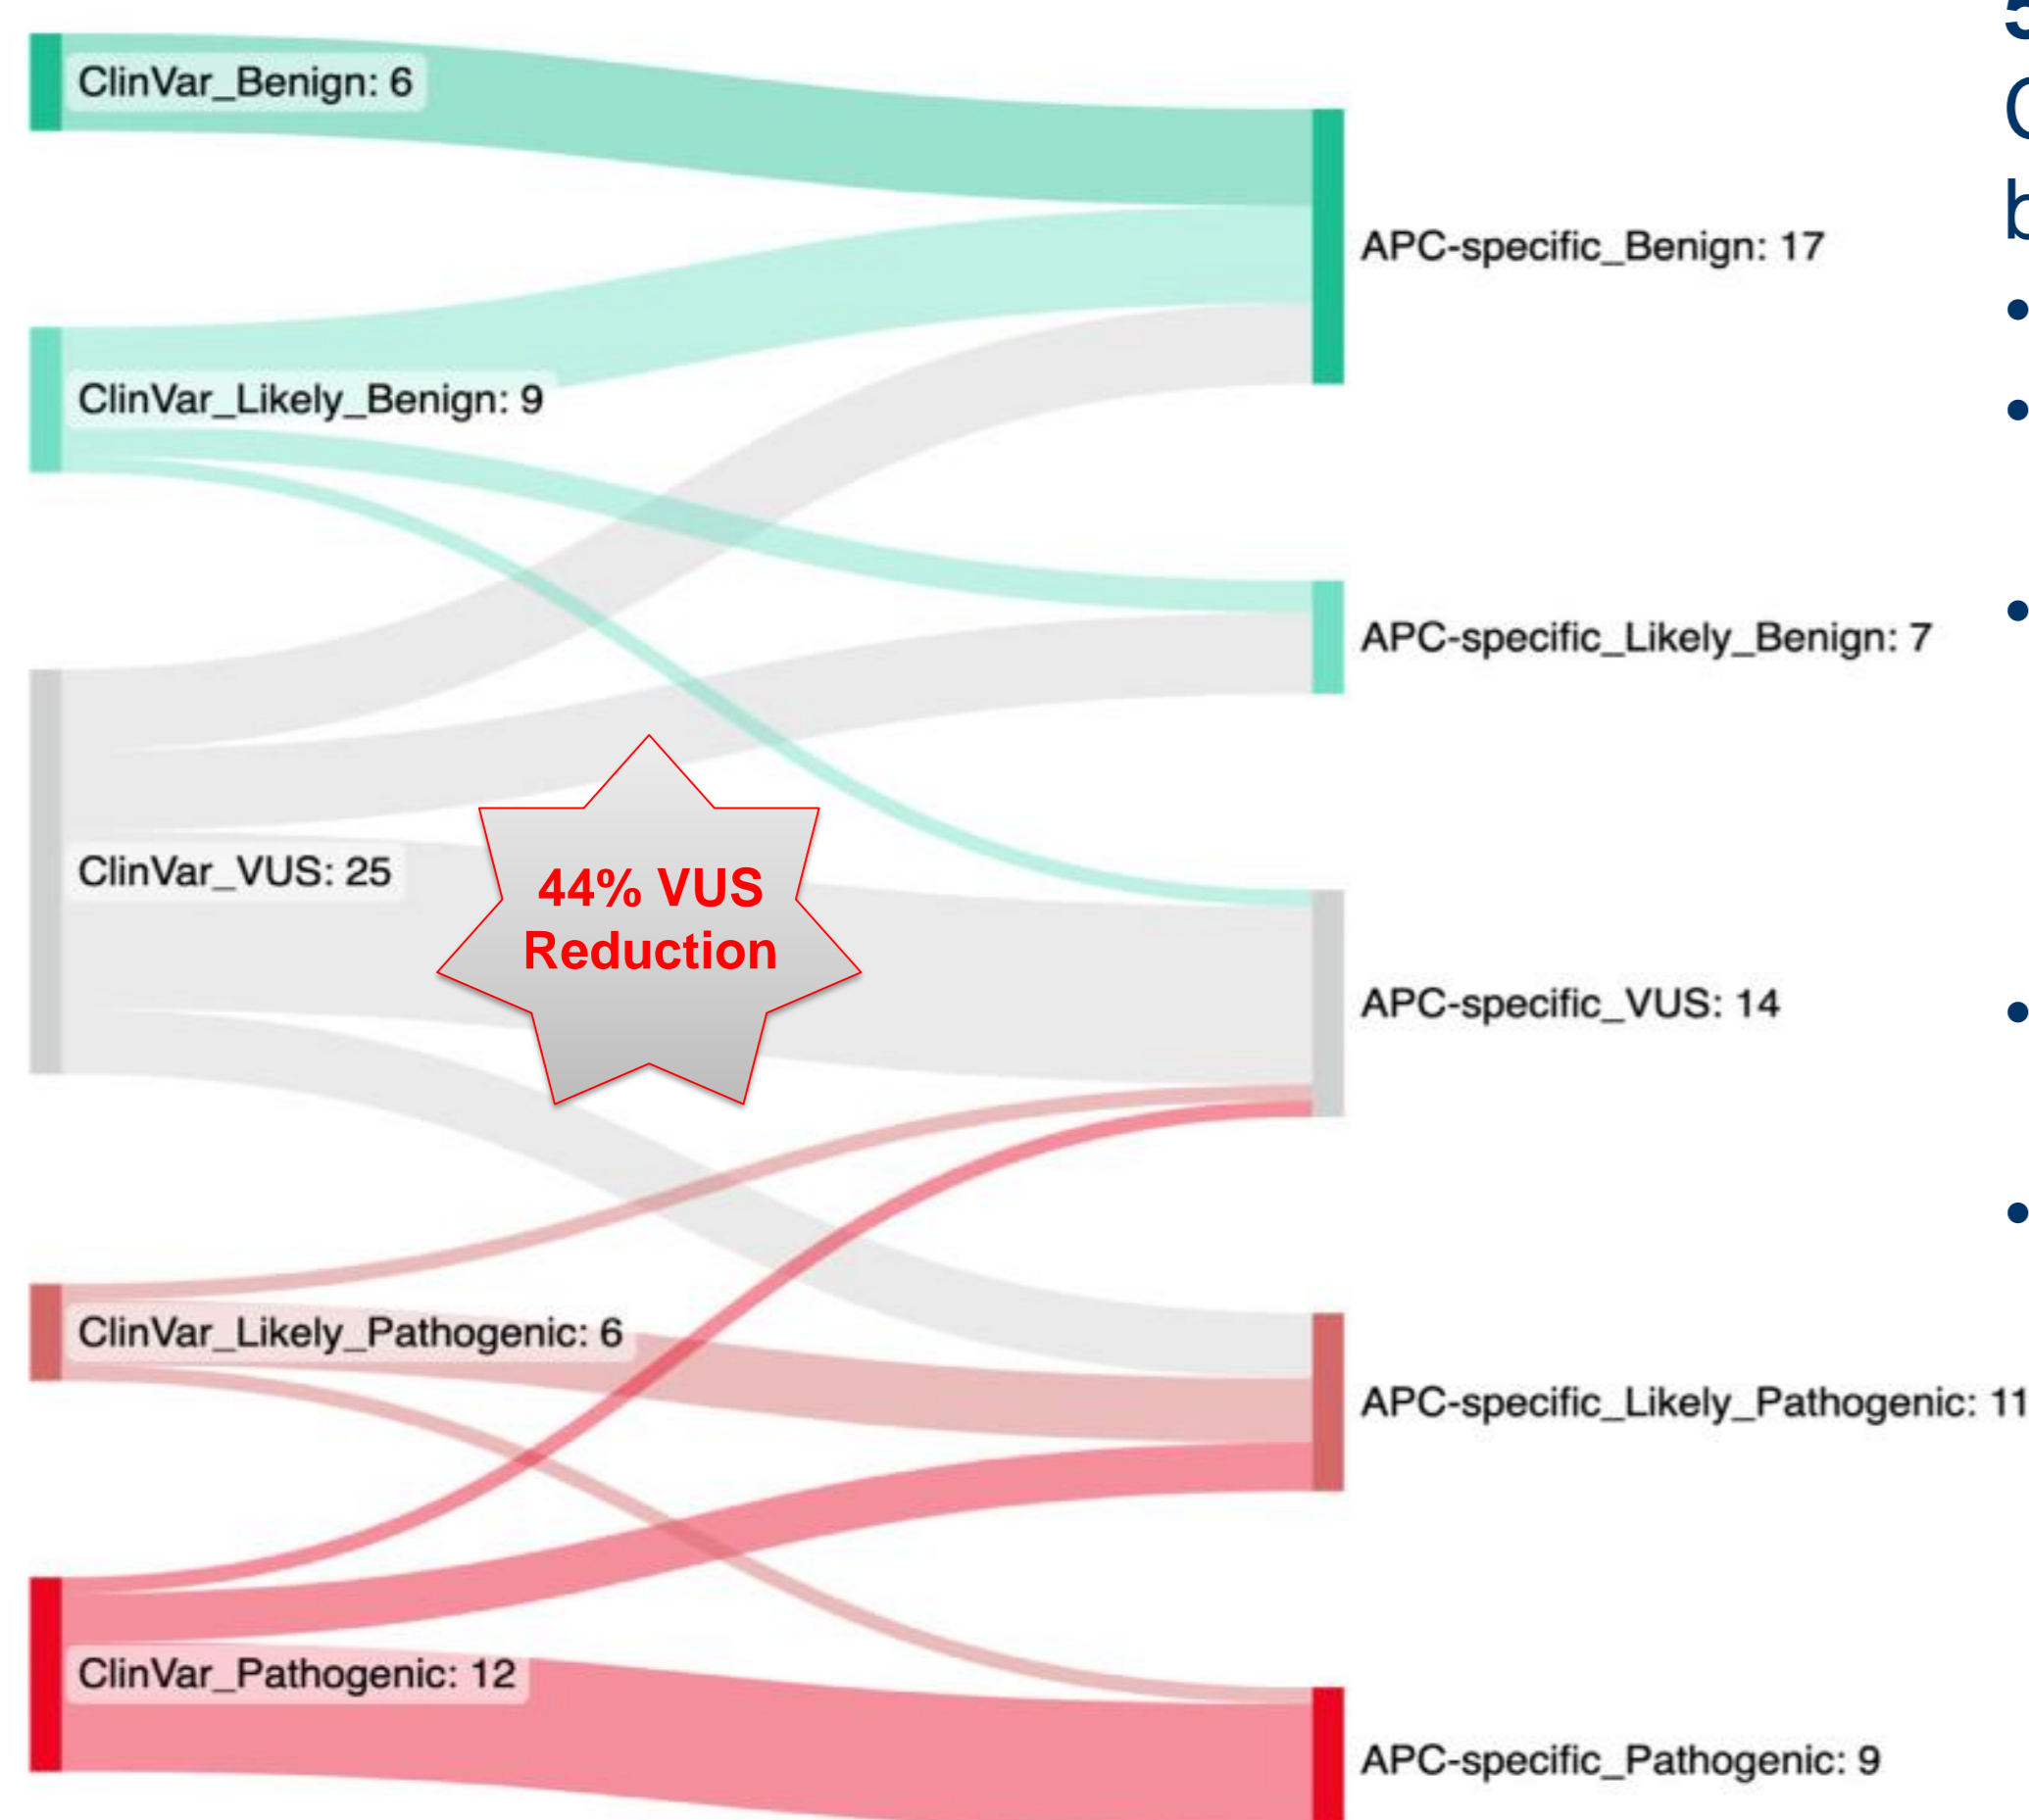 ClinVar_Benign: 6
APC-specific_Benign: 17
ClinVar_Likely_Benign: 9
APC-specific_Likely_Benign: 7
ClinVar_VUS: 25
44% VUS
Reduction
APC-specific_VUS: 14
ClinVar_Likely_Pathogenic: 6
APC-specific_Likely_Pathogenic: 11
ClinVar_Pathogenic: 12
APC-specific_Pathogenic: 9